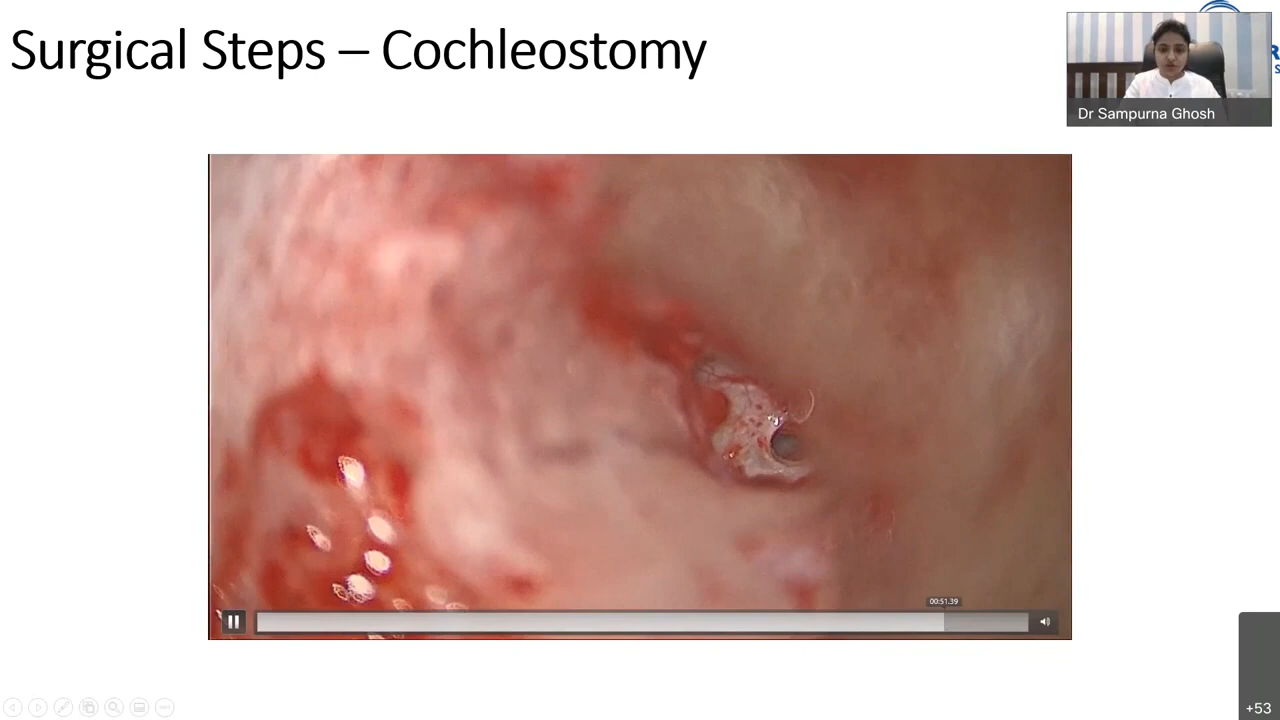 Surgical Steps – Cochleostomy
R
S
Dr Sampurna Ghosh
00:51.39
+53